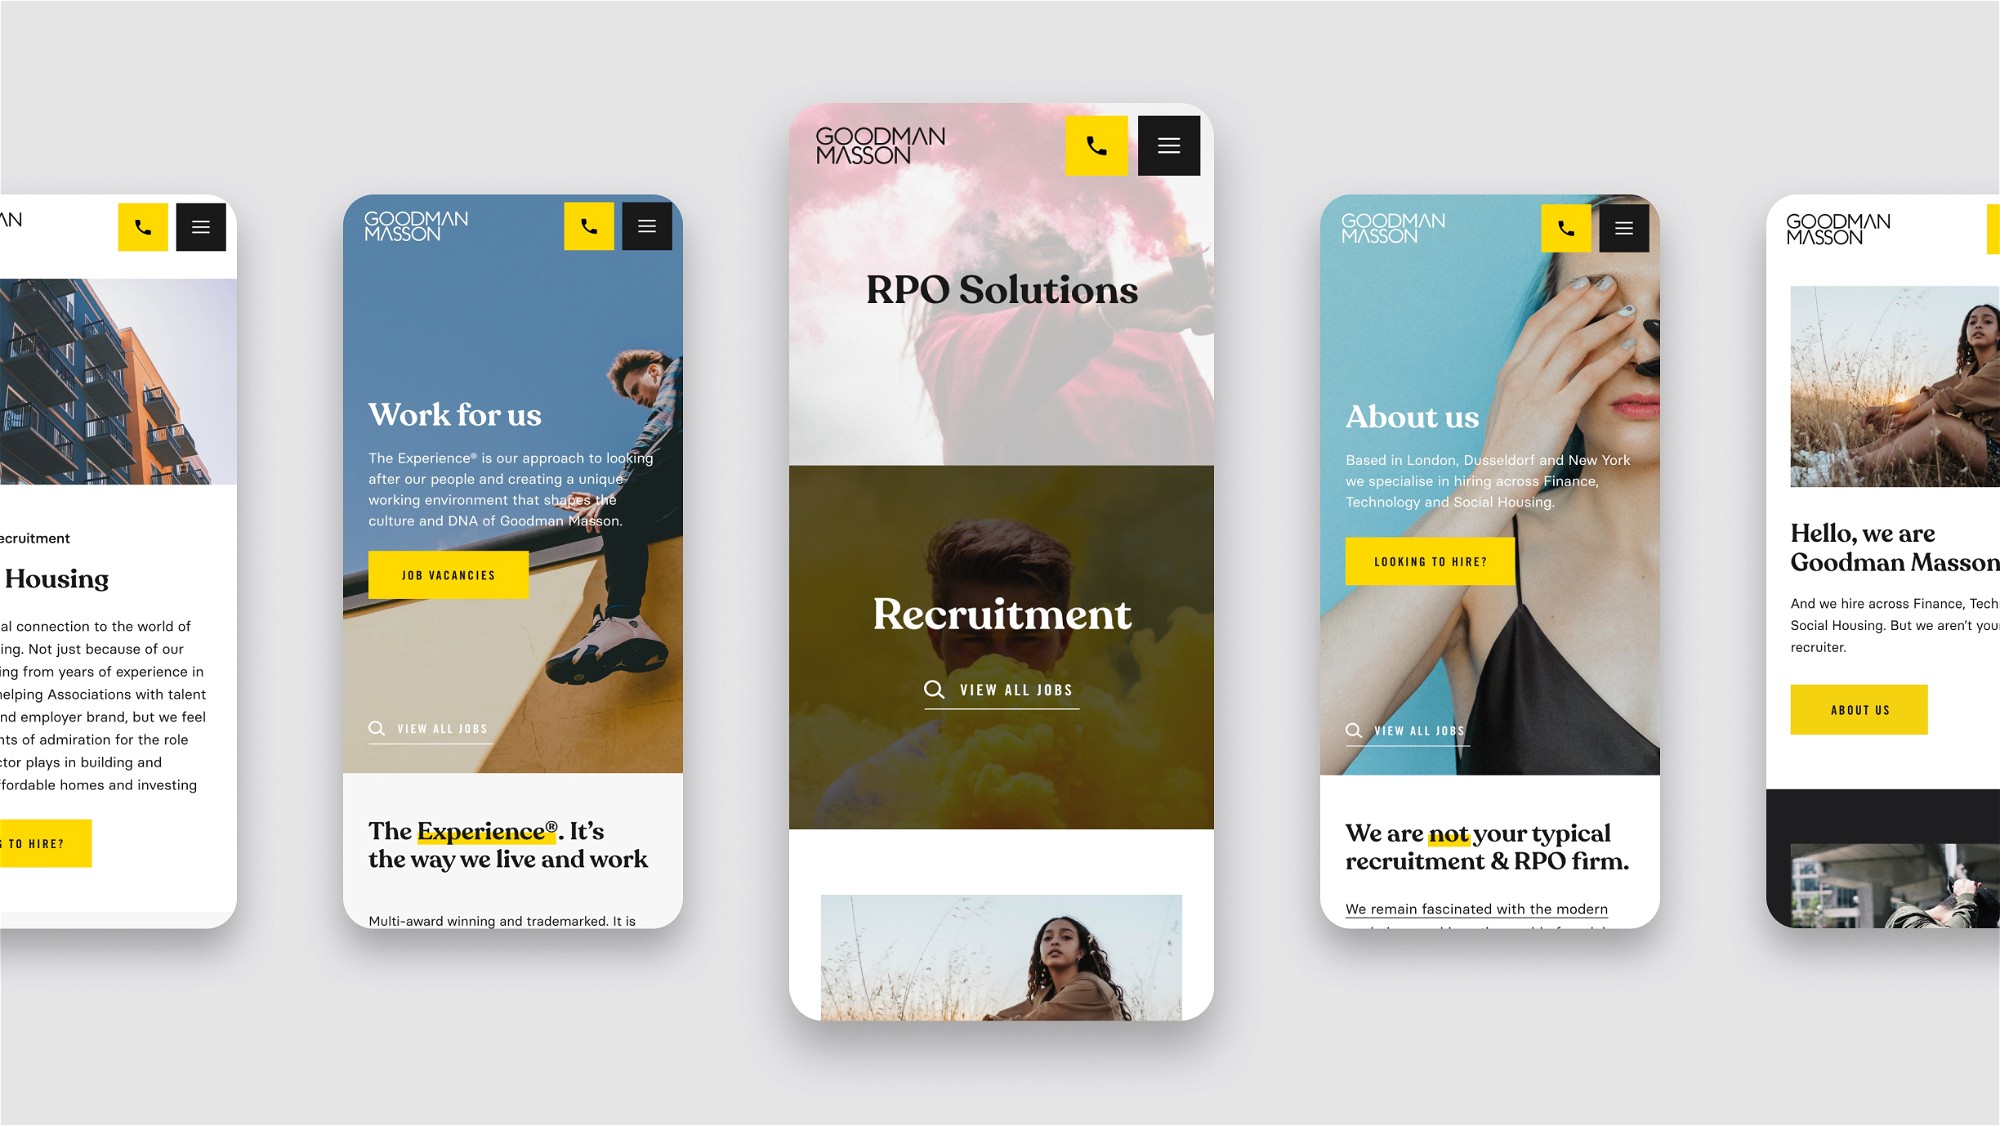 AN
ecruitment
Housing
al connection to the world of
ing. Not just because of our
ing from years of experience in
helping Associations with talent
nd employer brand, but we feel
nts of admiration for the role
ctor plays in building and
ffordable homes and investing
G TO HIRE?
GOODMAN
MASSON
Work for us
The Experience® is our approach to looking
after our people and creating a unique
working environment that shapes the
culture and DNA of Goodman Masson.
JOB VACANCIES
VIEW ALL JOBS
The Experience®. It's
the way we live and work
Multi-award winning and trademarked. It is
GOODMAN
MASSON
RPO Solutions
Recruitment
VIEW ALL JOBS
GOODMAN
MASSON
About us
Based in London, Dusseldorf and New York
we specialise in hiring across Finance,
Technology and Social Housing.
LOOKING TO HIRE?
VIEW ALL JOBS
We are not your typical
recruitment & RPO firm.
We remain fascinated with the modern
GOODMAN
MASSON
Hello, we are
Goodman Masson
And we hire across Finance, Tech
Social Housing. But we aren't you
recruiter.
ABOUT US